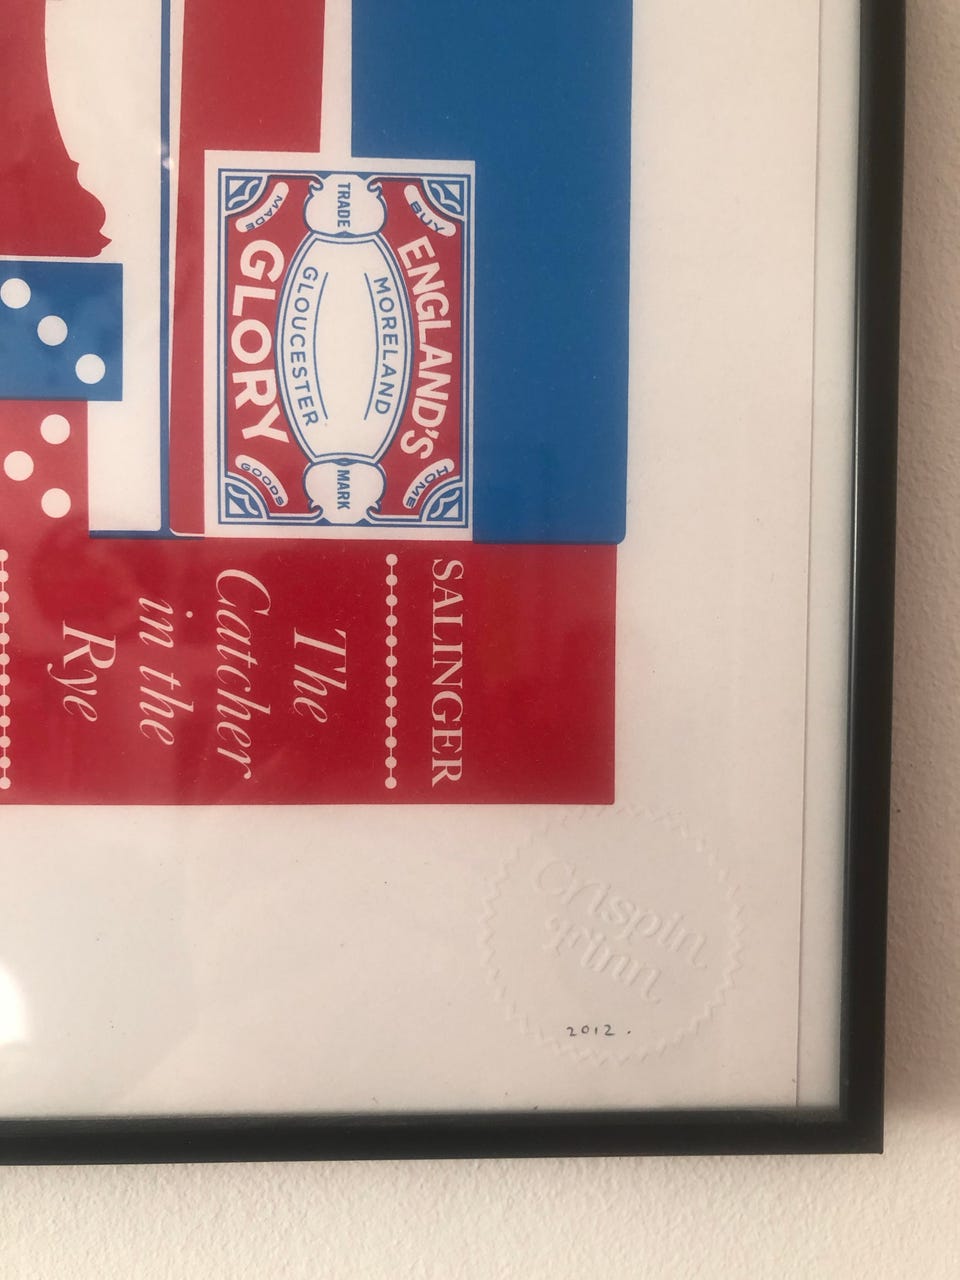 BUY
ENGLAND'S
HOME
TRADE
MORELAND
GLOUCESTER
MARK
MADE
GLORY
GOODS
SALINGER
The
Catcher
in the
Rye
Crispin
Finn
2012.